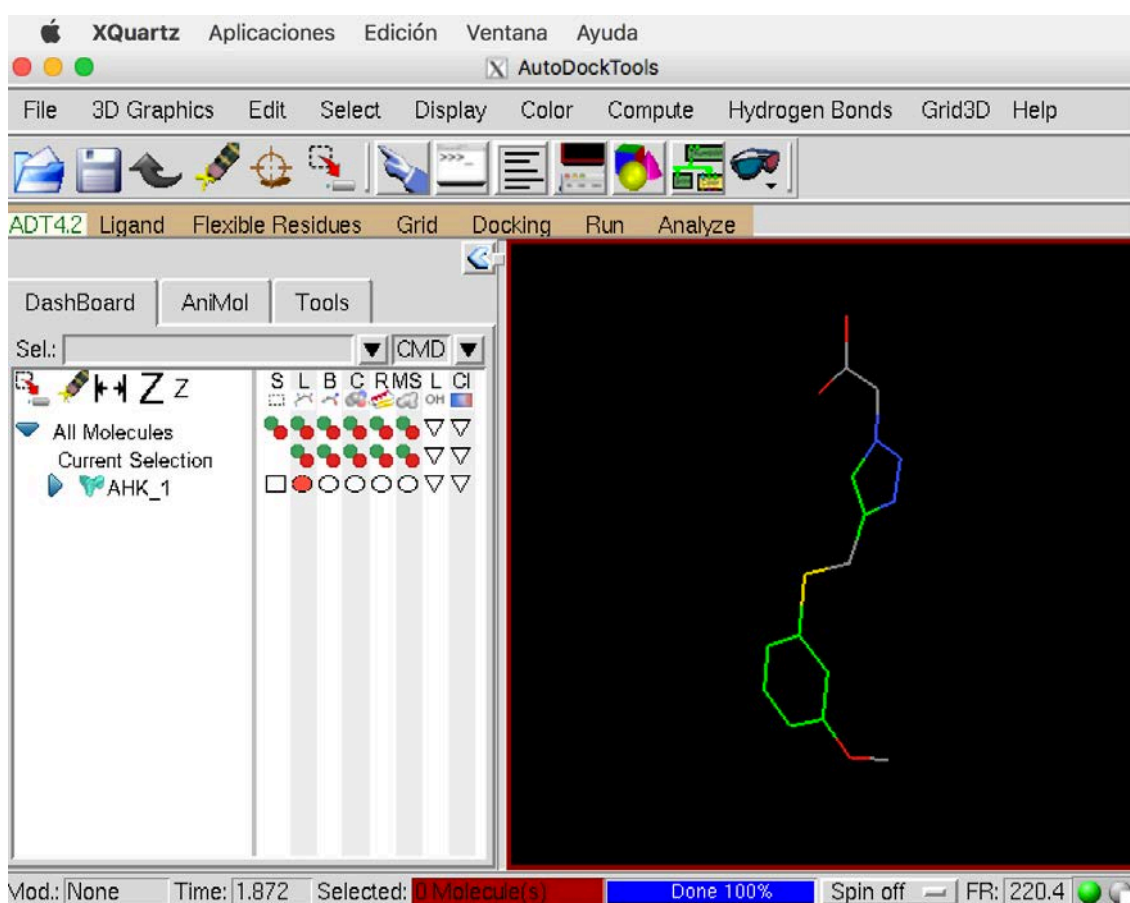 XQuartz Aplicaciones Edición Ventana Ayuda
X AutoDockTools
File 3D Graphics Edit Select Display Color Compute Hydrogen Bonds Grid3D Help
>>>_
ADT4.2 Ligand Flexible Residues Grid Docking Run Analyze
DashBoard AniMol Tools
Sel.: CMD
Z Z S L B C R MS L Cl
OH
All Molecules
Current Selection
AHK_1
Mod.: None Time: 1.872 Selected: 0 Molecule(s) Done 100% Spin off FR: 220.4